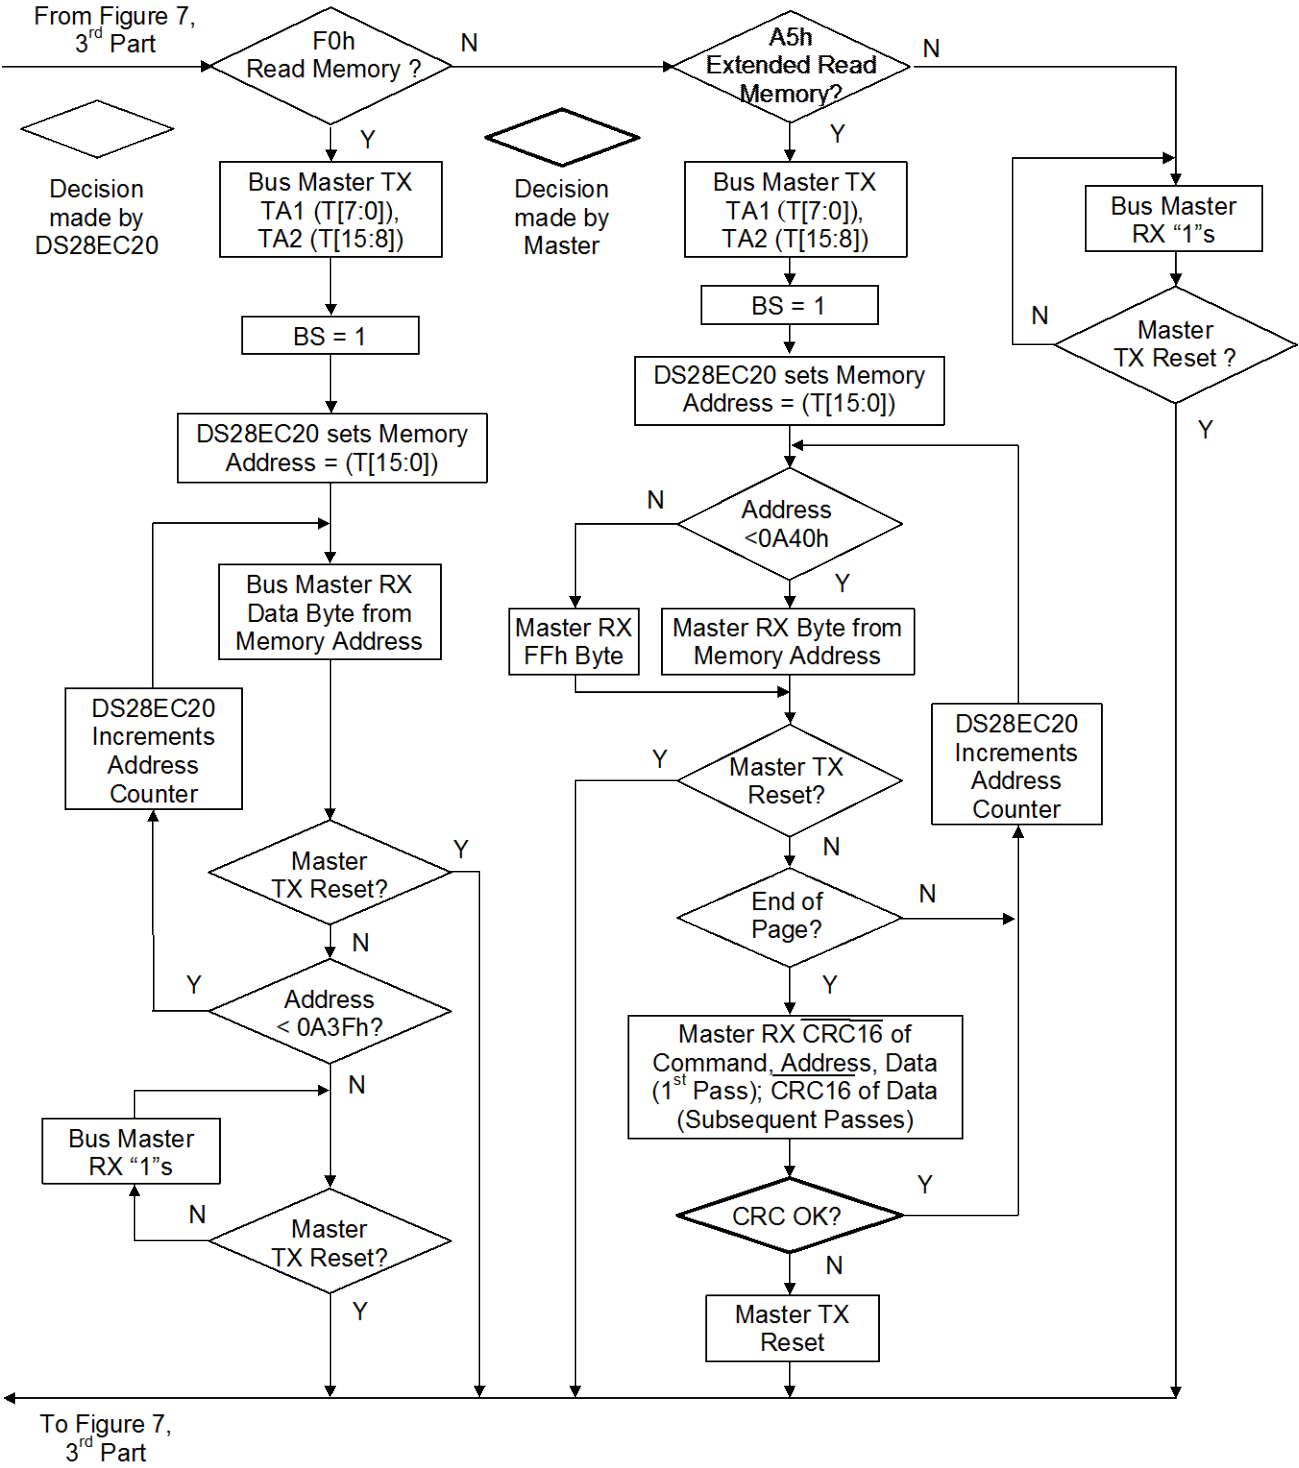 From Figure 7,
3rd Part
F0h
Read Memory ?
N
Y
A5h
Extended Read
Memory?
N
Y
Decision
made by
DS28EC20
Decision
made by
Master
Bus Master TX
TA1 (T[7:0]),
TA2 (T[15:8])
BS = 1
DS28EC20 sets Memory
Address = (T[15:0])
Bus Master RX
Data Byte from
Memory Address
DS28EC20
Increments
Address
Counter
Master
TX Reset?
Y
N
Address
< 0A3Fh?
Y
N
Bus Master
RX “1”s
Master
TX Reset?
N
Y
Bus Master TX
TA1 (T[7:0]),
TA2 (T[15:8])
BS = 1
DS28EC20 sets Memory
Address = (T[15:0])
Address
<0A40h
N
Y
Master RX
FFh Byte
Master RX Byte from
Memory Address
Master TX
Reset?
Y
N
End of
Page?
N
Y
DS28EC20
Increments
Address
Counter
Master RX CRC16 of
Command, Address, Data
(1st Pass); CRC16 of Data
(Subsequent Passes)
CRC OK?
Y
N
Master TX
Reset
Bus Master
RX “1”s
Master
TX Reset ?
N
Y
To Figure 7,
3rd Part